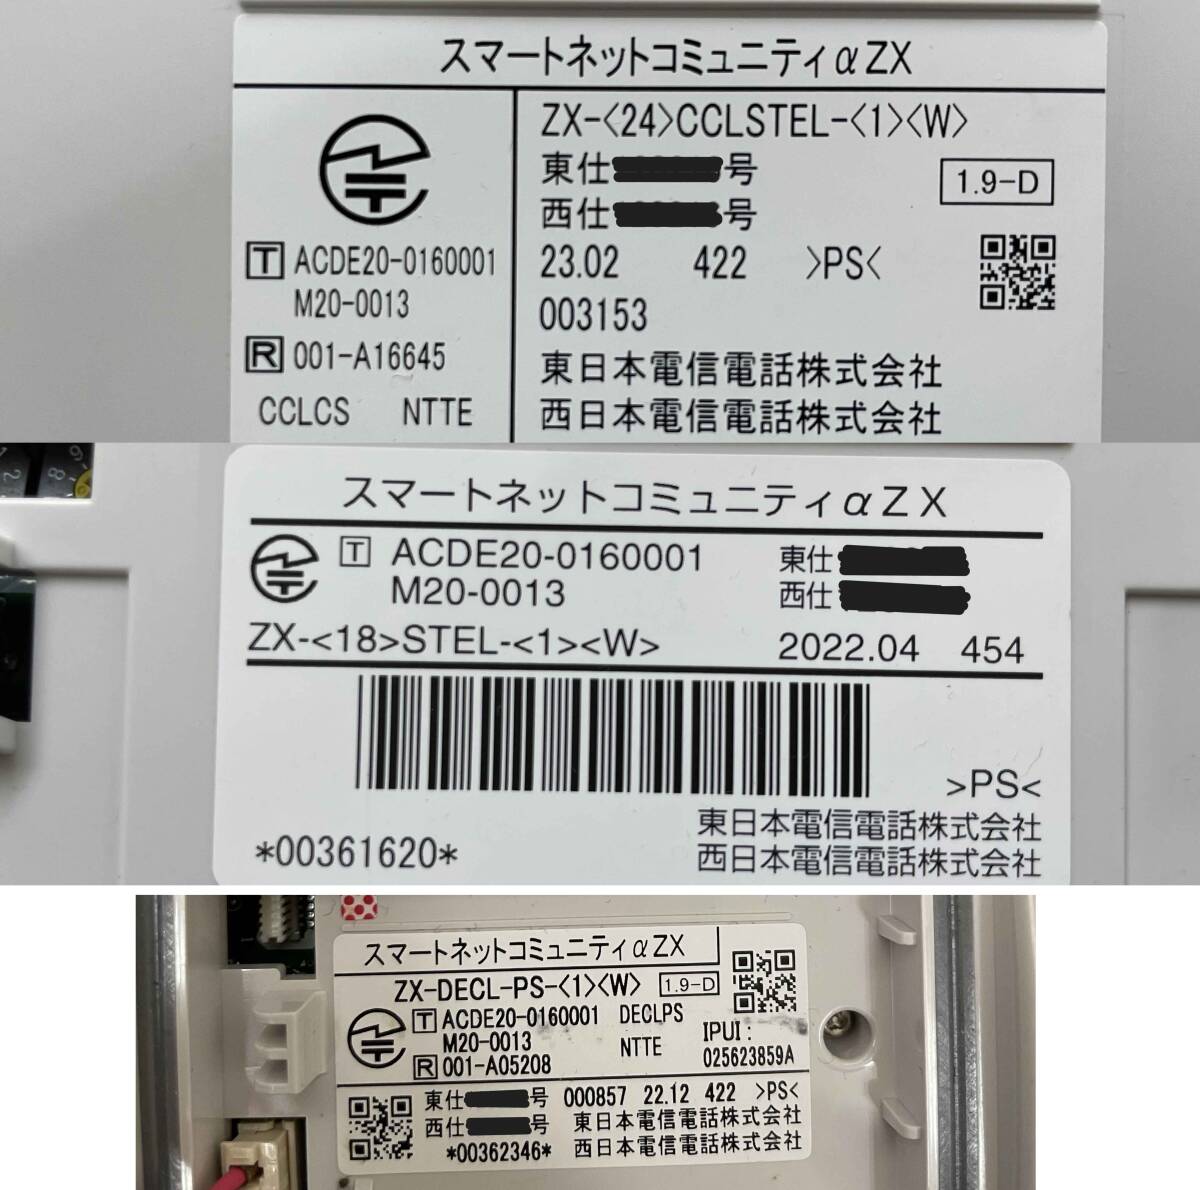 スマートネットコミュニティαZX
ZX-<24>CCLSTEL-<1><W>
東仕 号
西仕 号
1.9-D
T ACDE20-0160001
M20-0013
R 001-A16645
CCLCS NTTE
23.02 422 >PS<
003153
東日本電信電話株式会社
西日本電信電話株式会社
スマートネットコミュニティαZX
T ACDE20-0160001
M20-0013
東仕
西仕
ZX-<18>STEL-<1><W> 2022.04 454
>PS<
*00361620*
東日本電信電話株式会社
西日本電信電話株式会社
スマートネットコミュニティαZX
ZX-DECL-PS-<1><W> 1.9-D
T ACDE20-0160001 DECLPS
M20-0013 NTTE
R 001-A05208
IPUI:
025623859A
東仕 号 000857 22.12 422 >PS<
西仕 号 東日本電信電話株式会社
*00362346* 西日本電信電話株式会社